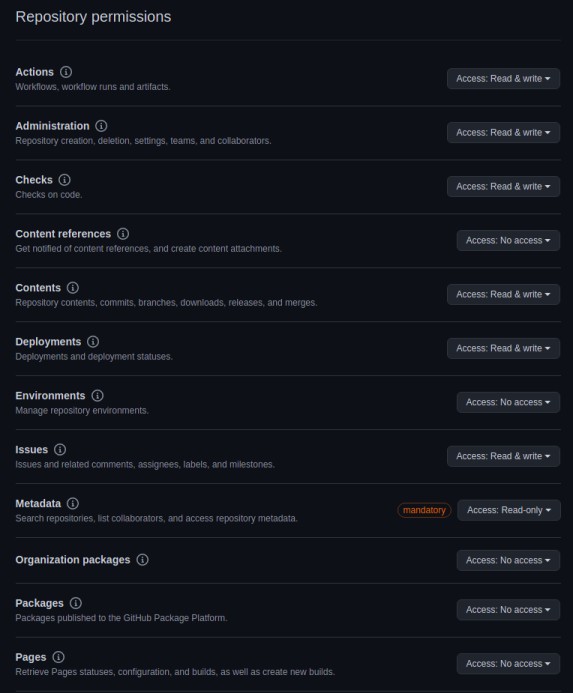 Repository permissions
Actions
Workflows, workflow runs and artifacts.
Access: Read & write
Administration
Repository creation, deletion, settings, teams, and collaborators.
Access: Read & write
Checks
Checks on code.
Access: Read & write
Content references
Get notified of content references, and create content attachments.
Access: No access
Contents
Repository contents, commits, branches, downloads, releases, and merges.
Access: Read & write
Deployments
Deployments and deployment statuses.
Access: Read & write
Environments
Manage repository environments.
Access: No access
Issues
Issues and related comments, assignees, labels, and milestones.
Access: Read & write
Metadata
Search repositories, list collaborators, and access repository metadata.
mandatory
Access: Read-only
Organization packages
Access: No access
Packages
Packages published to the GitHub Package Platform.
Access: No access
Pages
Retrieve Pages statuses, configuration, and builds, as well as create new builds.
Access: No access